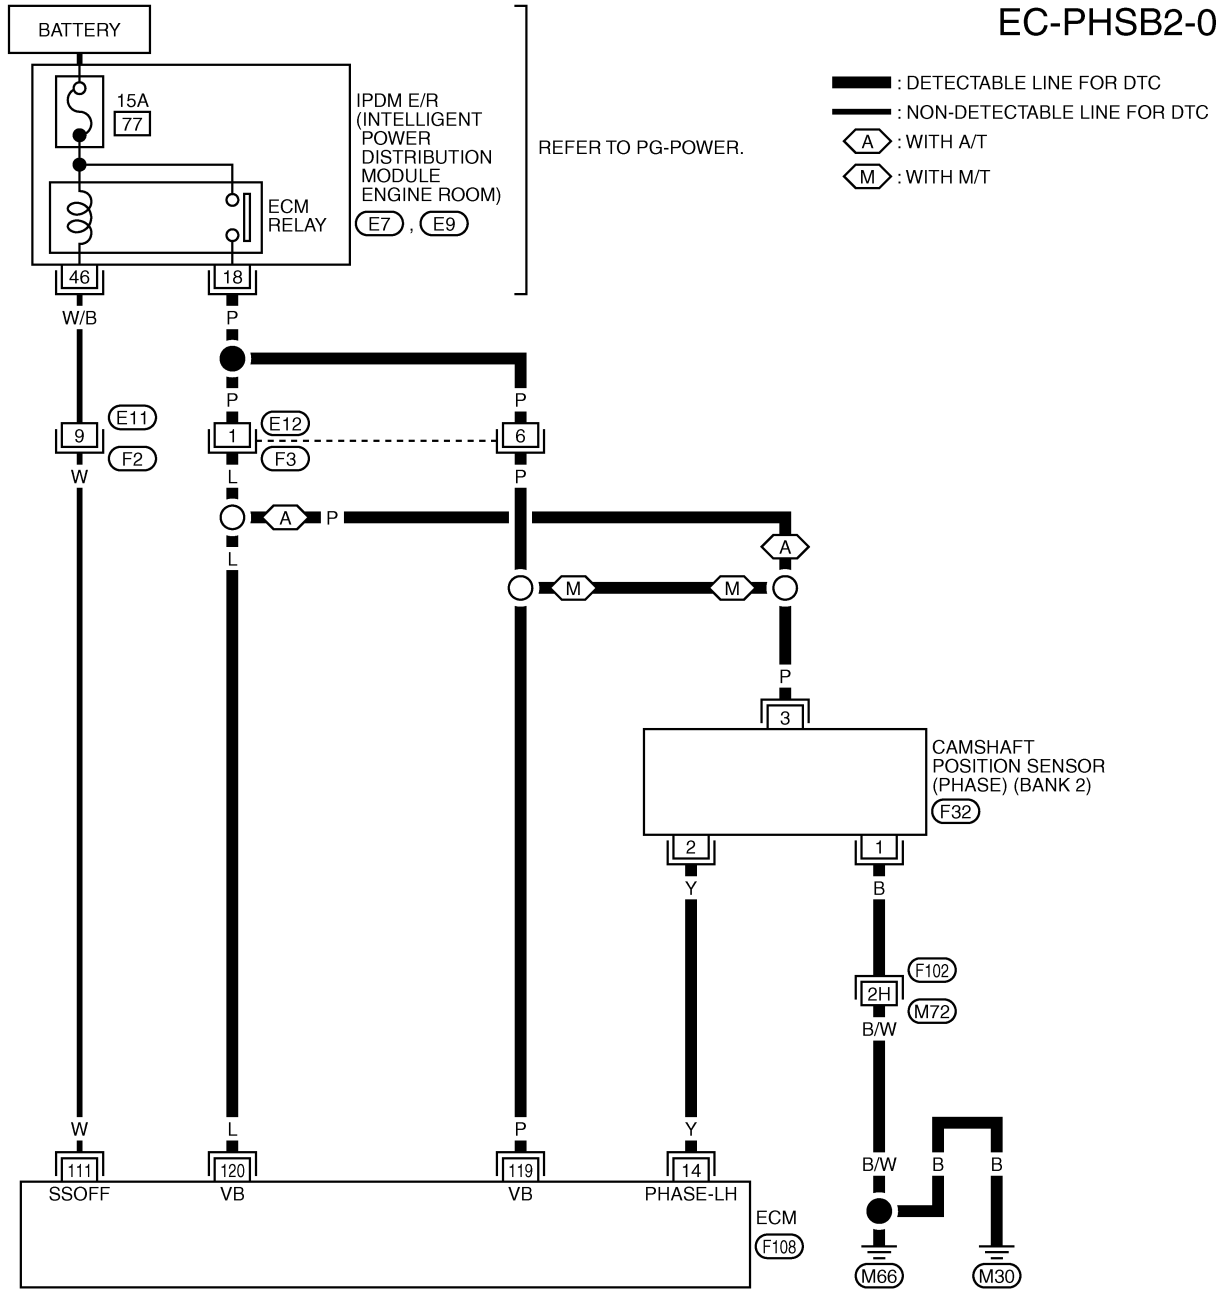 EC-PHSB2-0
BATTERY
: DETECTABLE LINE FOR DTC
: NON-DETECTABLE LINE FOR DTC
A : WITH A/T
M : WITH M/T
15A
77
IPDM E/R
(INTELLIGENT
POWER
DISTRIBUTION
MODULE
ENGINE ROOM)
E7 , E9
REFER TO PG-POWER.
ECM
RELAY
46
18
W/B
P
P
P
9
E11
F2
1
E12
F3
6
W
L
P
A
P
A
L
M
M
P
3
CAMSHAFT
POSITION SENSOR
(PHASE) (BANK 2)
F32
2
1
Y
B
2H
F102
M72
B/W
W
L
P
Y
B/W
B
B
111
120
119
14
SSOFF
VB
VB
PHASE-LH
ECM
F108
M66
M30